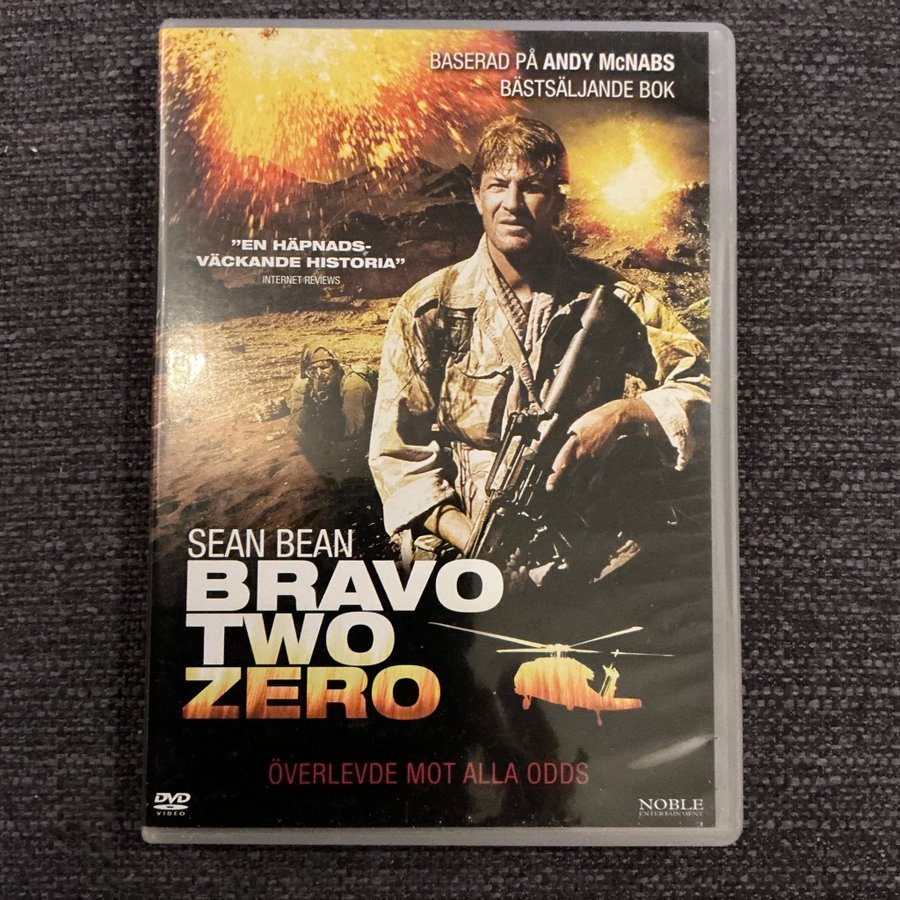 BASERAD PÅ ANDY McNABS
BÄSTSÄLJANDE BOK
”EN HÄPNADS-
VÄCKANDE HISTORIA”
INTERNET REVIEWS
SEAN BEAN
BRAVO
TWO
ZERO
ÖVERLEVDE MOT ALLA ODDS
DVD
VIDEO
NOBLE
ENTERTAINMENT